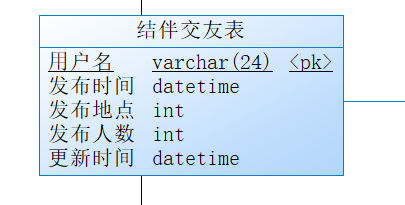 结伴交友表
用户名 varchar(24) <pk>
发布时间 datetime
发布地点 int
发布人数 int
更新时间 datetime